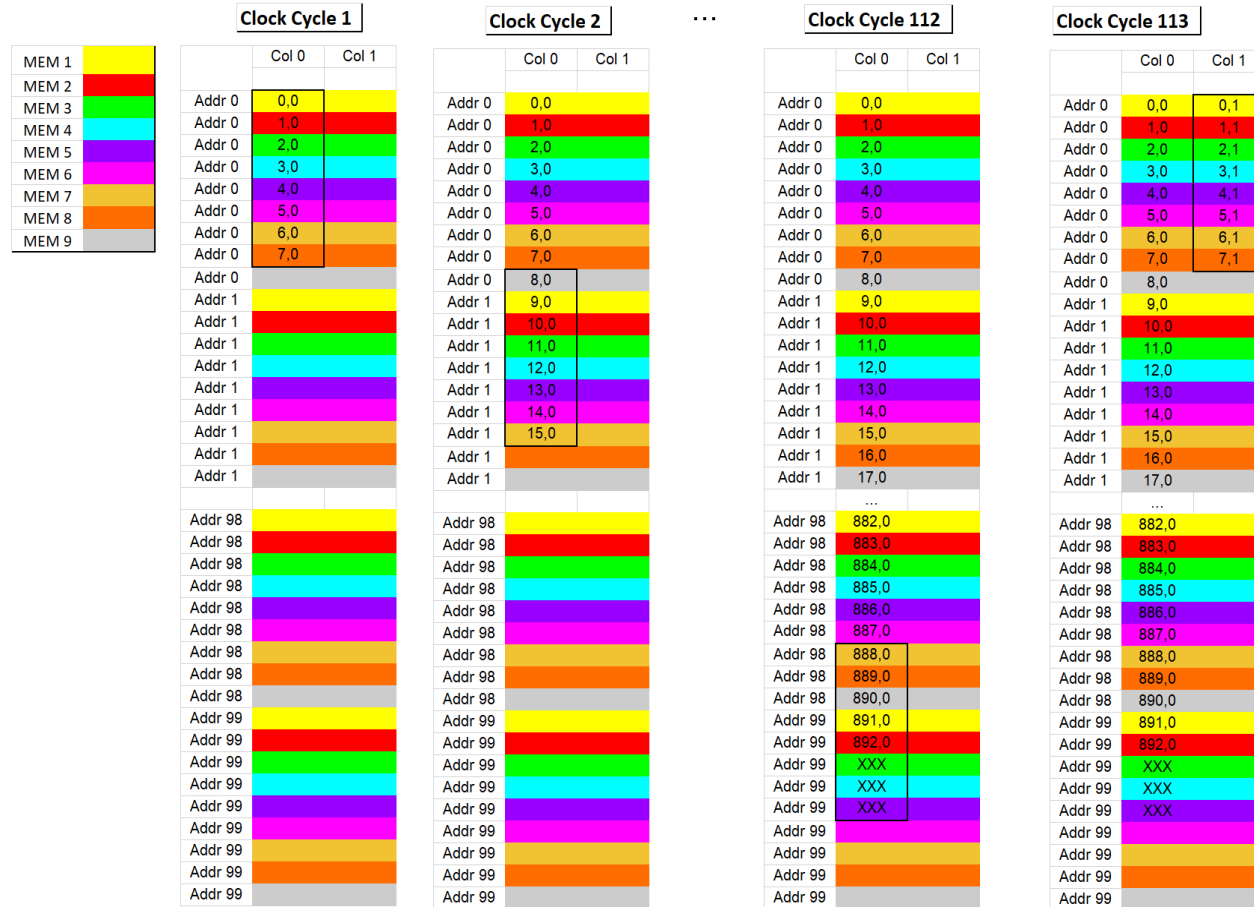 Clock Cycle 1 Clock Cycle 2 ... Clock Cycle 112 Clock Cycle 113
Col 0 Col 1 Col 0 Col 1 Col 0 Col 1 Col 0 Col 1
MEM 1
MEM 2
MEM 3
MEM 4
MEM 5
MEM 6
MEM 7
MEM 8
MEM 9
Addr 0 0,0 Addr 0 0,0 Addr 0 0,0 Addr 0 0,0 0,1
Addr 0 1,0 Addr 0 1,0 Addr 0 1,0 Addr 0 1,0 1,1
Addr 0 2,0 Addr 0 2,0 Addr 0 2,0 Addr 0 2,0 2,1
Addr 0 3,0 Addr 0 3,0 Addr 0 3,0 Addr 0 3,0 3,1
Addr 0 4,0 Addr 0 4,0 Addr 0 4,0 Addr 0 4,0 4,1
Addr 0 5,0 Addr 0 5,0 Addr 0 5,0 Addr 0 5,0 5,1
Addr 0 6,0 Addr 0 6,0 Addr 0 6,0 Addr 0 6,0 6,1
Addr 0 7,0 Addr 0 7,0 Addr 0 7,0 Addr 0 7,0 7,1
Addr 0 Addr 0 8,0 Addr 0 8,0 Addr 0 8,0
Addr 1 Addr 1 9,0 Addr 1 9,0 Addr 1 9,0
Addr 1 Addr 1 10,0 Addr 1 10,0 Addr 1 10,0
Addr 1 Addr 1 11,0 Addr 1 11,0 Addr 1 11,0
Addr 1 Addr 1 12,0 Addr 1 12,0 Addr 1 12,0
Addr 1 Addr 1 13,0 Addr 1 13,0 Addr 1 13,0
Addr 1 Addr 1 14,0 Addr 1 14,0 Addr 1 14,0
Addr 1 Addr 1 15,0 Addr 1 15,0 Addr 1 15,0
Addr 1 Addr 1 Addr 1 16,0 Addr 1 16,0
Addr 1 Addr 1 Addr 1 17,0 Addr 1 17,0
... ...
Addr 98 Addr 98 Addr 98 882,0 Addr 98 882,0
Addr 98 Addr 98 Addr 98 883,0 Addr 98 883,0
Addr 98 Addr 98 Addr 98 884,0 Addr 98 884,0
Addr 98 Addr 98 Addr 98 885,0 Addr 98 885,0
Addr 98 Addr 98 Addr 98 886,0 Addr 98 886,0
Addr 98 Addr 98 Addr 98 887,0 Addr 98 887,0
Addr 98 Addr 98 Addr 98 888,0 Addr 98 888,0
Addr 98 Addr 98 Addr 98 889,0 Addr 98 889,0
Addr 98 Addr 98 Addr 98 890,0 Addr 98 890,0
Addr 99 Addr 99 Addr 99 891,0 Addr 99 891,0
Addr 99 Addr 99 Addr 99 892,0 Addr 99 892,0
Addr 99 Addr 99 Addr 99 XXX Addr 99 XXX
Addr 99 Addr 99 Addr 99 XXX Addr 99 XXX
Addr 99 Addr 99 Addr 99 XXX Addr 99 XXX
Addr 99 Addr 99 Addr 99 Addr 99
Addr 99 Addr 99 Addr 99 Addr 99
Addr 99 Addr 99 Addr 99 Addr 99
Addr 99 Addr 99 Addr 99 Addr 99